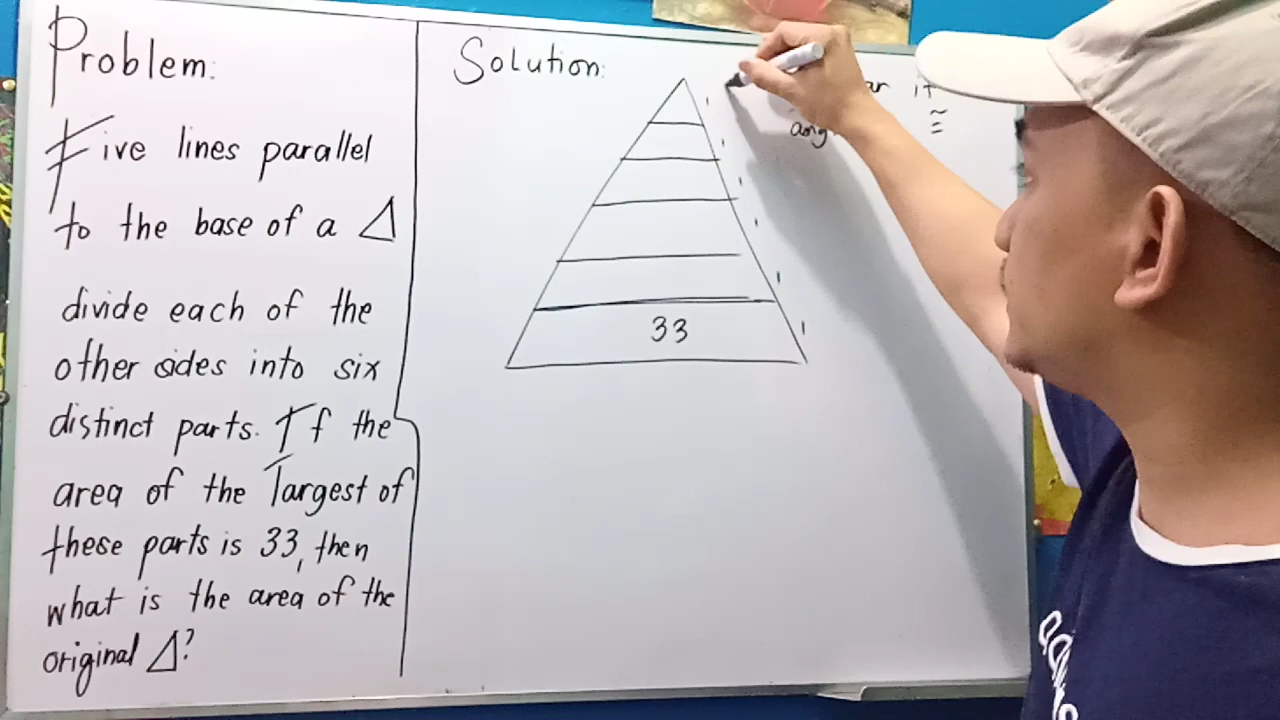 Problem:
Five lines parallel
to the base of a Δ
divide each of the
other sides into six
distinct parts. If the
area of the largest of
these parts is 33, then
what is the area of the
original Δ?
Solution:
if
≅
33